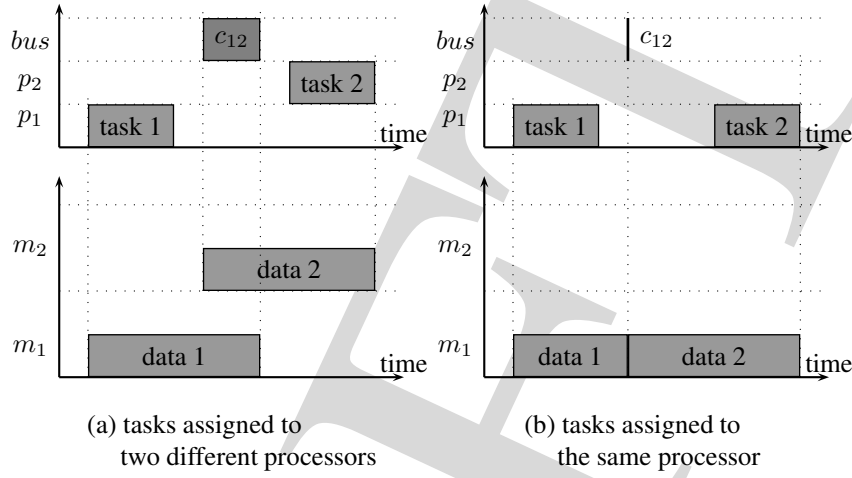 bus
c₁₂
p₂
task 2
p₁
task 1
time
m₂
data 2
m₁
data 1
time
(a) tasks assigned to
two different processors
bus
c₁₂
p₂
p₁
task 1
task 2
time
m₂
m₁
data 1
data 2
time
(b) tasks assigned to
the same processor